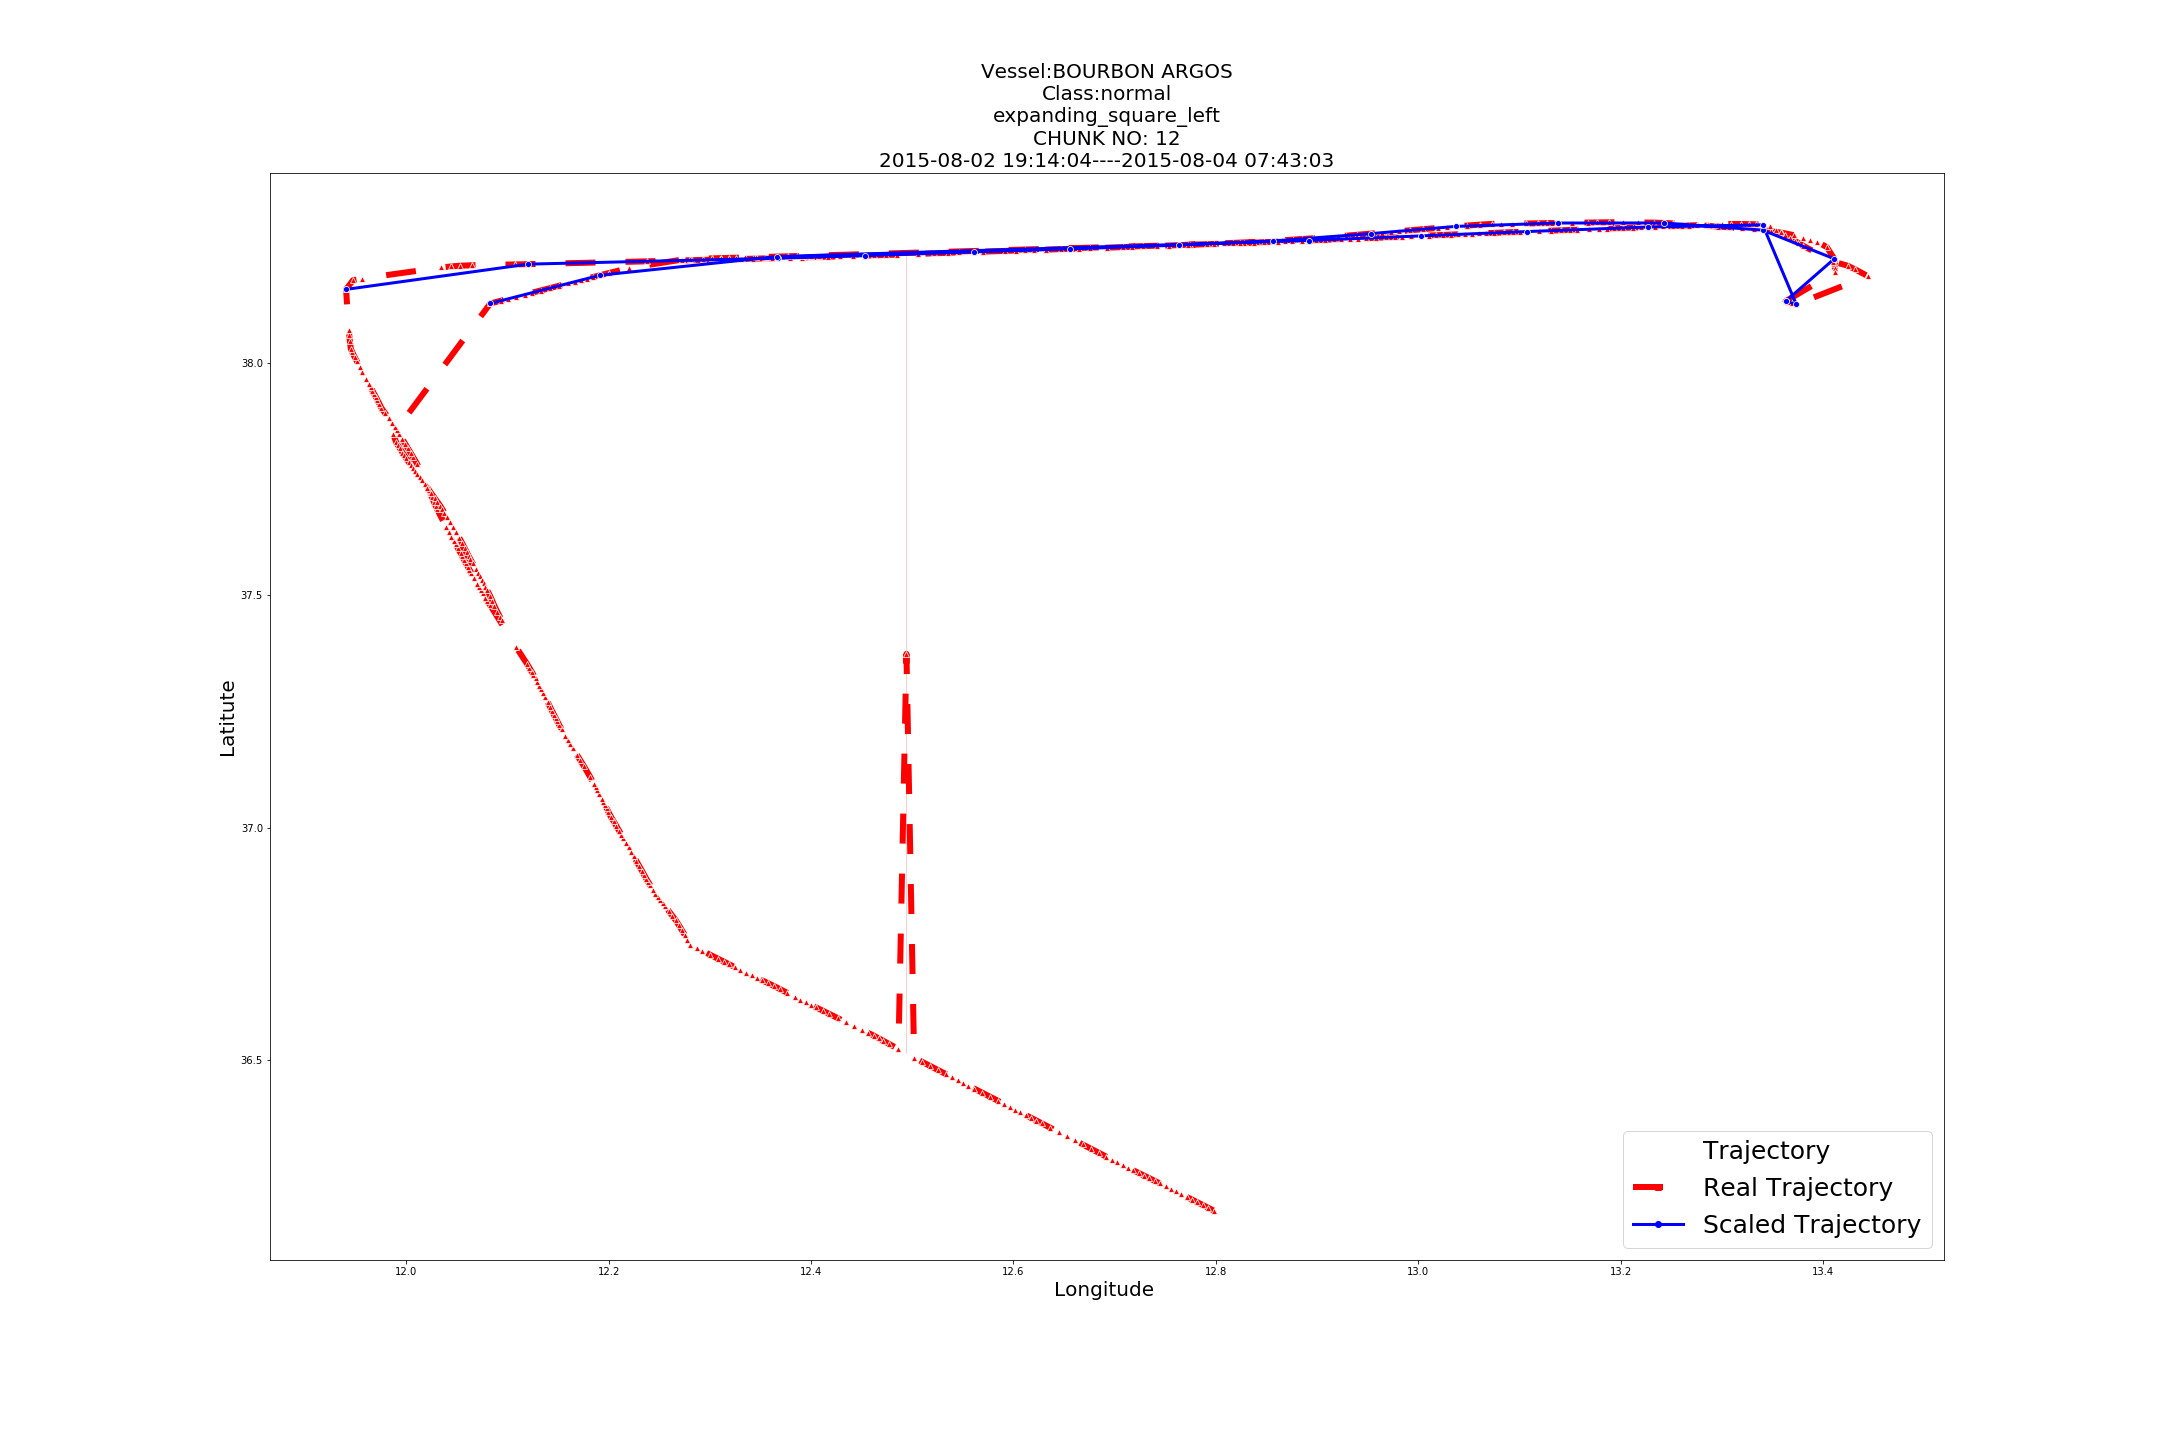 Vessel:BOURBON ARGOS
Class:normal
expanding_square_left
CHUNK NO: 12
2015-08-02 19:14:04----2015-08-04 07:43:03
Latitute
38.0
37.5
37.0
36.5
12.0
12.2
12.4
12.6
12.8
13.0
13.2
13.4
Longitude
Trajectory
Real Trajectory
Scaled Trajectory